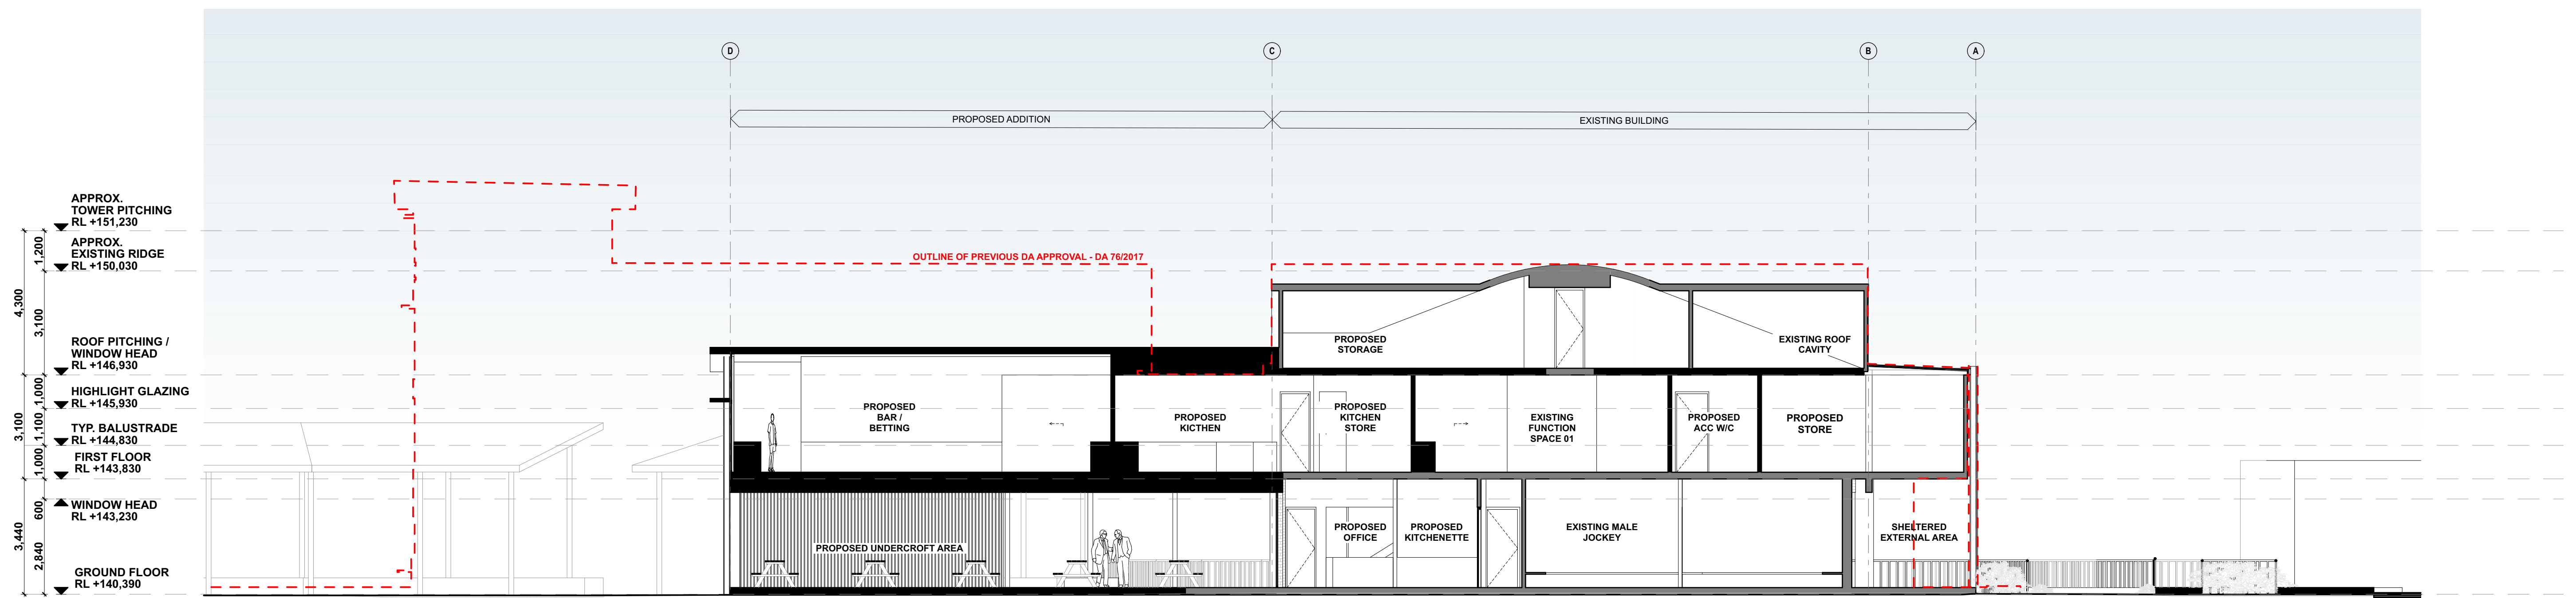 D
C
B
A
PROPOSED ADDITION
EXISTING BUILDING
APPROX.
TOWER PITCHING
RL +151,230
APPROX.
EXISTING RIDGE
RL +150,030
ROOF PITCHING /
WINDOW HEAD
RL +146,930
HIGHLIGHT GLAZING
RL +145,930
TYP. BALUSTRADE
RL +144,830
FIRST FLOOR
RL +143,830
WINDOW HEAD
RL +143,230
GROUND FLOOR
RL +140,390
4,300
3,100
3,440
1,200
3,100
1,000
1,100
1,000
600
2,840
OUTLINE OF PREVIOUS DA APPROVAL - DA 76/2017
PROPOSED
STORAGE
EXISTING ROOF
CAVITY
PROPOSED
BAR /
BETTING
PROPOSED
KICTHEN
PROPOSED
KITCHEN
STORE
EXISTING
FUNCTION
SPACE 01
PROPOSED
ACC W/C
PROPOSED
STORE
PROPOSED UNDERCROFT AREA
PROPOSED
OFFICE
PROPOSED
KITCHENETTE
EXISTING MALE
JOCKEY
SHELTERED
EXTERNAL AREA